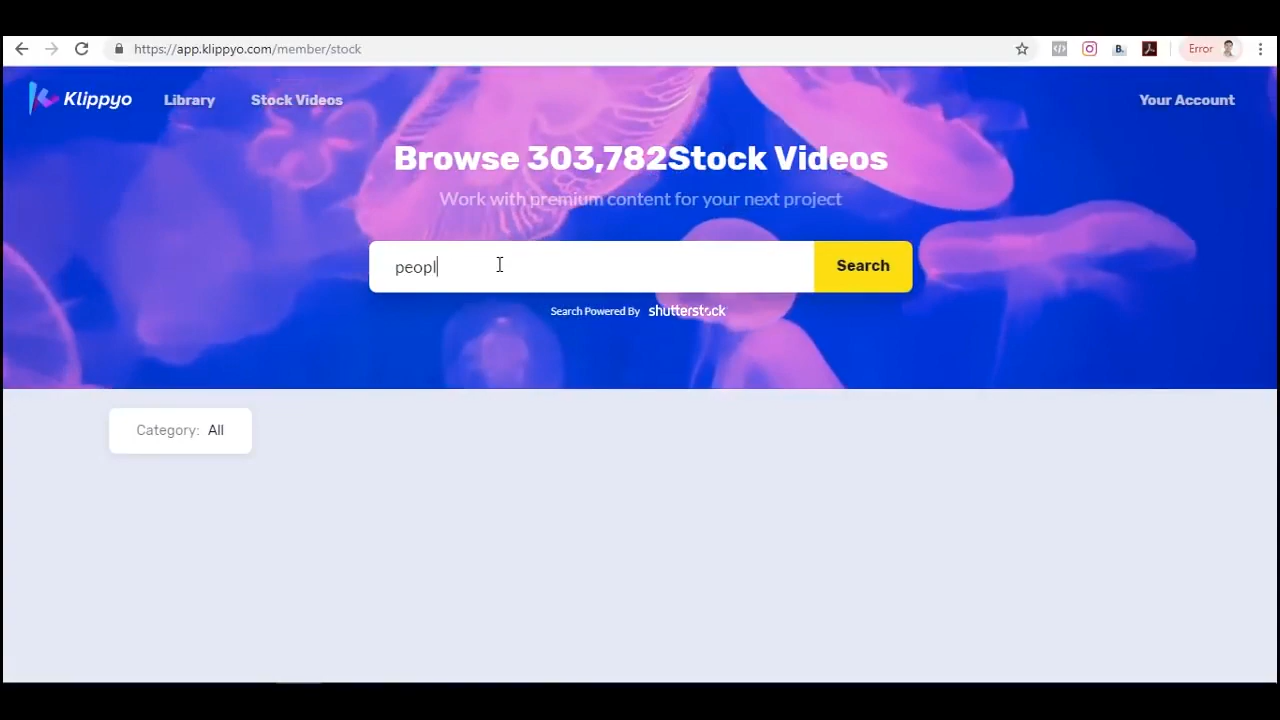 https://app.klippyo.com/member/stock
Error
Klippyo Library Stock Videos Your Account
Browse 303,782Stock Videos
Work with premium content for your next project
peopl
Search
Search Powered By shutterstock
Category: All